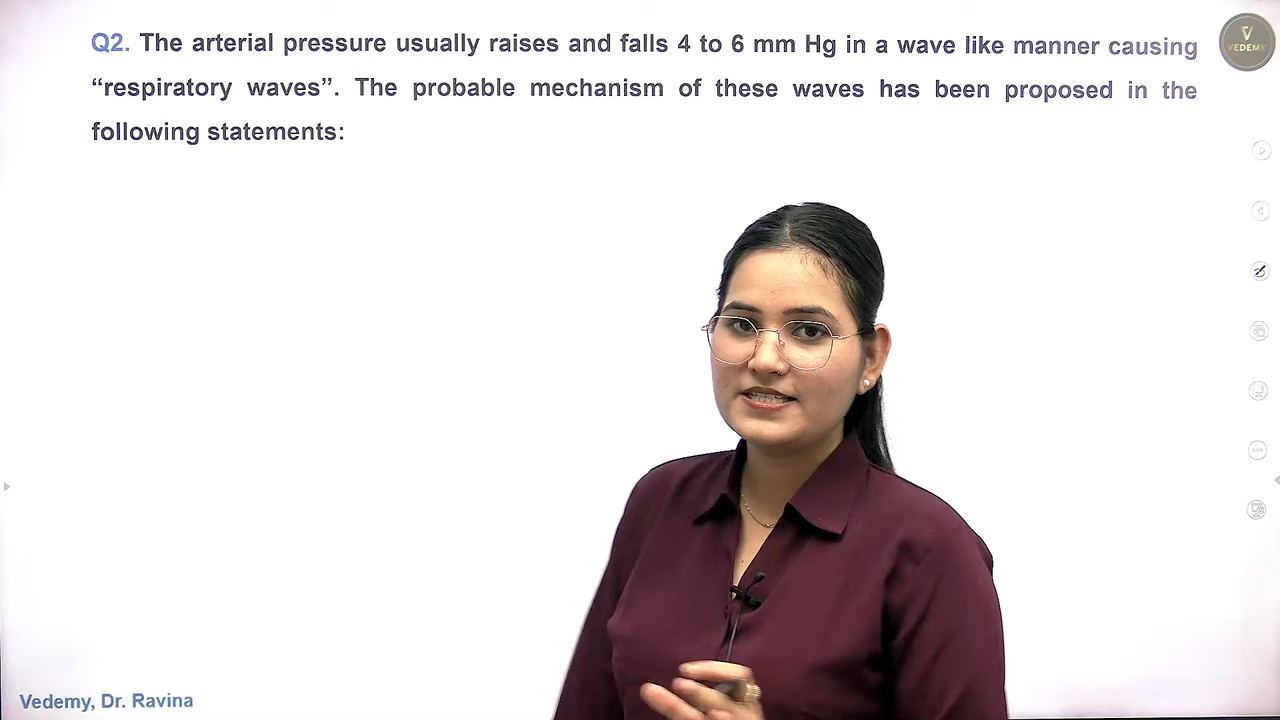 Q2. The arterial pressure usually raises and falls 4 to 6 mm Hg in a wave like manner causing
“respiratory waves”. The probable mechanism of these waves has been proposed in the
following statements:
VEDEMY
Vedemy, Dr. Ravina